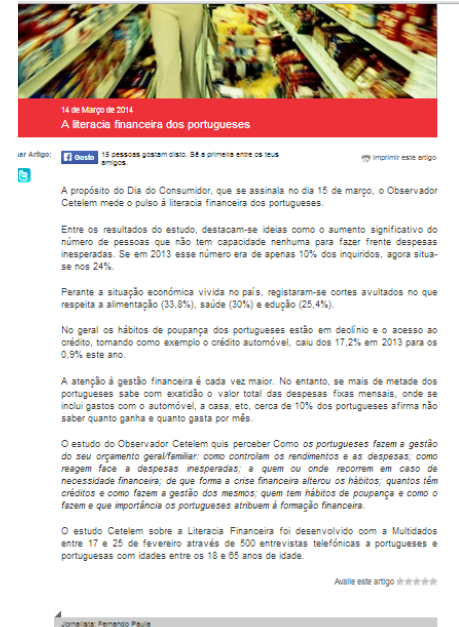 14 de Março de 2014
A literacia financeira dos portugueses
ar Artigo:
Gosto
15 pessoas gostam disto. Sê a primeira entre os teus
amigos.
Imprimir este artigo
A propósito do Dia do Consumidor, que se assinala no dia 15 de março, o Observador
Cetelem mede o pulso à literacia financeira dos portugueses.
Entre os resultados do estudo, destacam-se ideias como o aumento significativo do
número de pessoas que não tem capacidade nenhuma para fazer frente despesas
inesperadas. Se em 2013 esse número era de apenas 10% dos inquiridos, agora situa-
se nos 24%.
Perante a situação económica vivida no país, registaram-se cortes avultados no que
respeita a alimentação (33,8%), saúde (30%) e edução (25,4%).
No geral os hábitos de poupança dos portugueses estão em declínio e o acesso ao
crédito, tomando como exemplo o crédito automóvel, caiu dos 17,2% em 2013 para os
0,9% este ano.
A atenção à gestão financeira é cada vez maior. No entanto, se mais de metade dos
portugueses sabe com exatidão o valor total das despesas fixas mensais, onde se
inclui gastos com o automóvel, a casa, etc, cerca de 10% dos portugueses afirma não
saber quanto ganha e quanto gasta por mês.
O estudo do Observador Cetelem quis perceber Como os portugueses fazem a gestão
do seu orçamento geral/familiar: como controlam os rendimentos e as despesas; como
reagem face a despesas inesperadas; a quem ou onde recorrem em caso de
necessidade financeira; de que forma a crise financeira alterou os hábitos; quantos têm
créditos e como fazem a gestão dos mesmos; quem tem hábitos de poupança e como o
fazem e que importância os portugueses atribuem à formação financeira.
O estudo Cetelem sobre a Literacia Financeira foi desenvolvido com a Multidados
entre 17 e 25 de fevereiro através de 500 entrevistas telefónicas a portugueses e
portuguesas com idades entre os 18 e 65 anos de idade.
Avalie este artigo
Jornalista: Fernando Paula